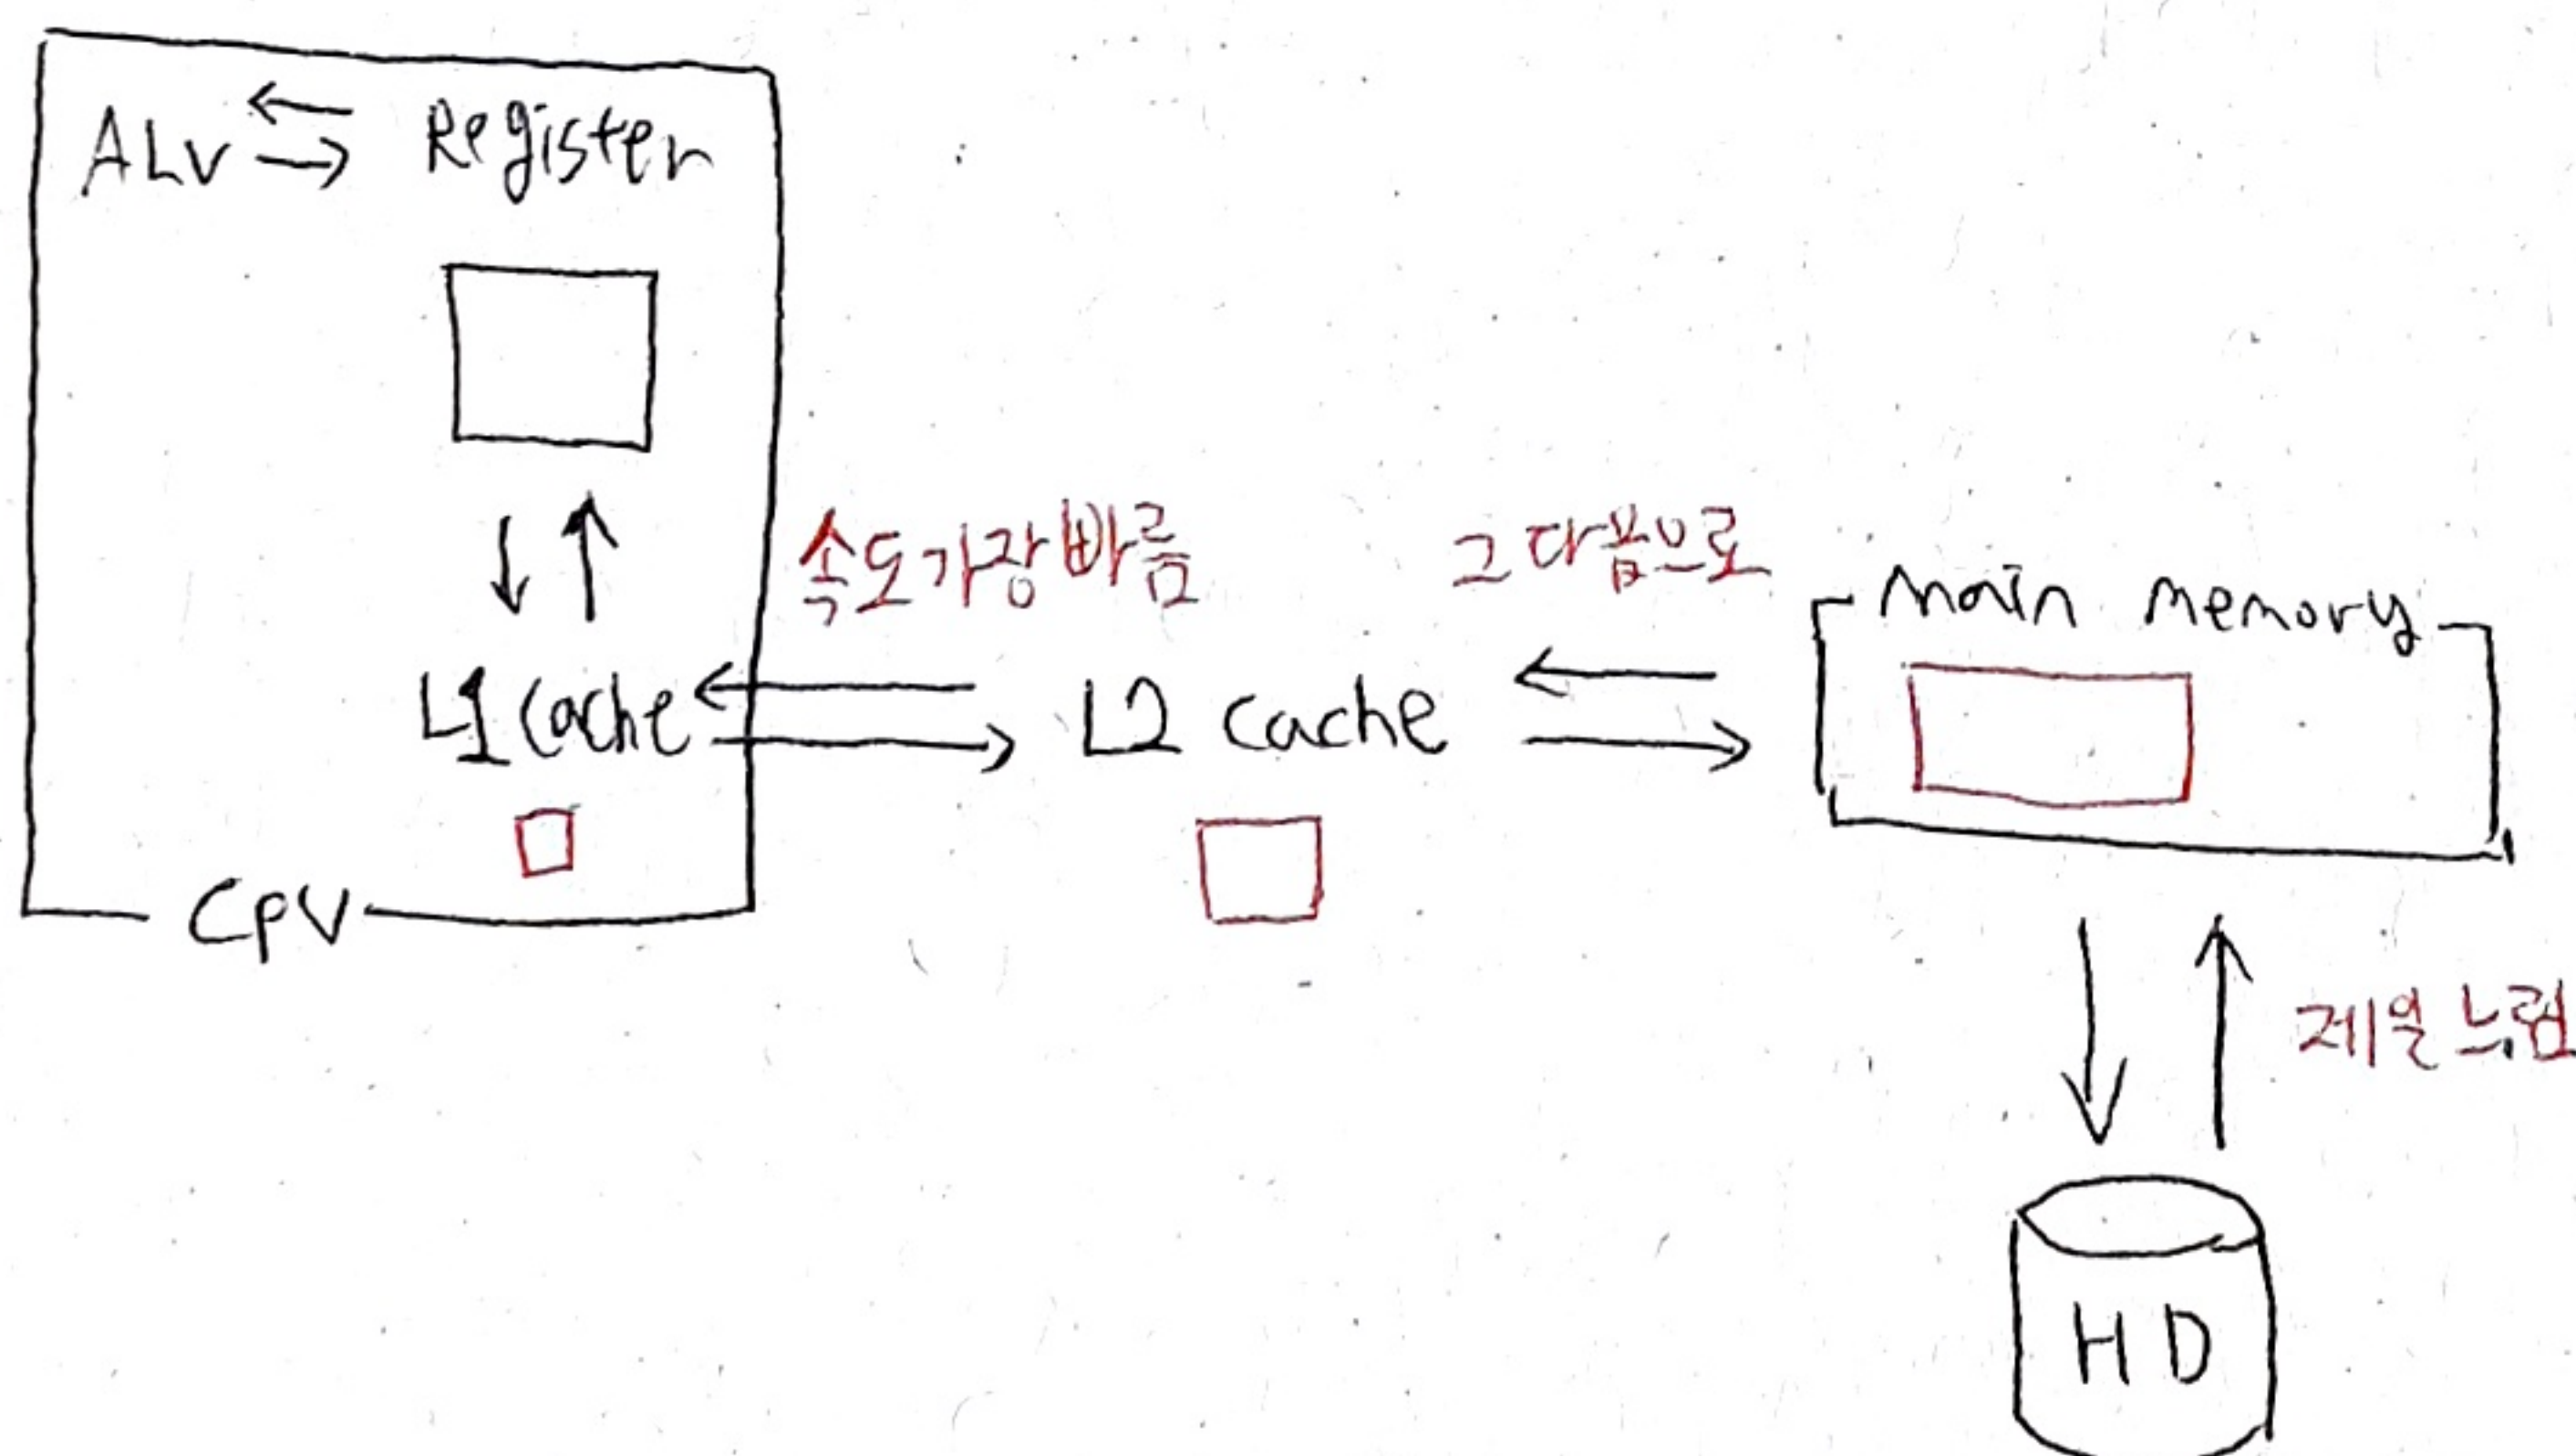 ALU
Register
속도가장빠름
그다음으로
main memory
L1 Cache
L2 cache
CPU
제일 느림
HD